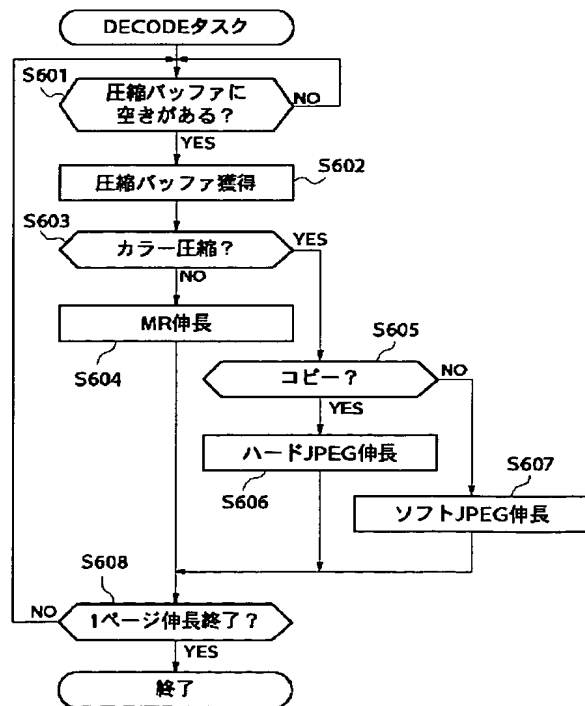 DECODEタスク
S601
圧縮バッファに
空きがある?
NO
YES
圧縮バッファ獲得
S602
S603
カラー圧縮?
YES
NO
MR伸長
S604
S605
コピー?
NO
YES
ハードJPEG伸長
S606
S607
ソフトJPEG伸長
S608
NO
1ページ伸長終了?
YES
終了